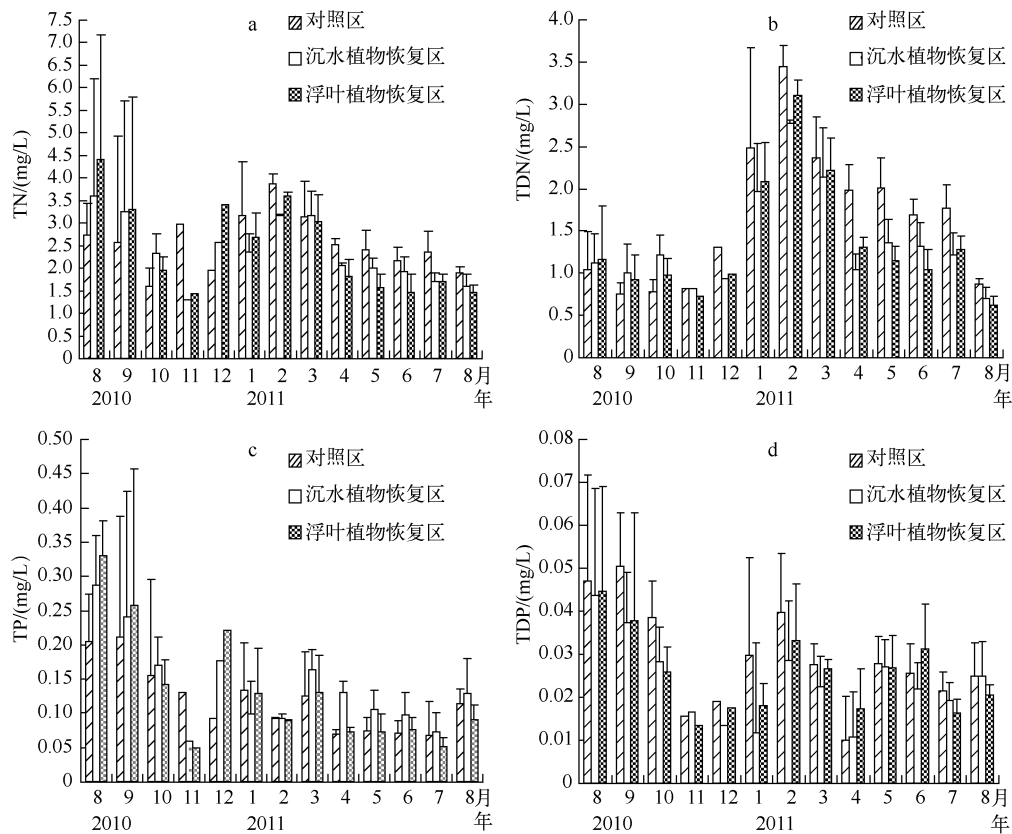 a
对照区
沉水植物恢复区
浮叶植物恢复区
TN/(mg/L)
7.5
7.0
6.5
6.0
5.5
5.0
4.5
4.0
3.5
3.0
2.5
2.0
1.5
1.0
0.5
0
8 9 10 11 12 1 2 3 4 5 6 7 8月
2010 2011 年
b
对照区
沉水植物恢复区
浮叶植物恢复区
TDN/(mg/L)
4.0
3.5
3.0
2.5
2.0
1.5
1.0
0.5
0
8 9 10 11 12 1 2 3 4 5 6 7 8月
2010 2011 年
c
对照区
沉水植物恢复区
浮叶植物恢复区
TP/(mg/L)
0.50
0.45
0.40
0.35
0.30
0.25
0.20
0.15
0.10
0.05
0
8 9 10 11 12 1 2 3 4 5 6 7 8月
2010 2011 年
d
对照区
沉水植物恢复区
浮叶植物恢复区
TDP/(mg/L)
0.08
0.07
0.06
0.05
0.04
0.03
0.02
0.01
0
8 9 10 11 12 1 2 3 4 5 6 7 8月
2010 2011 年